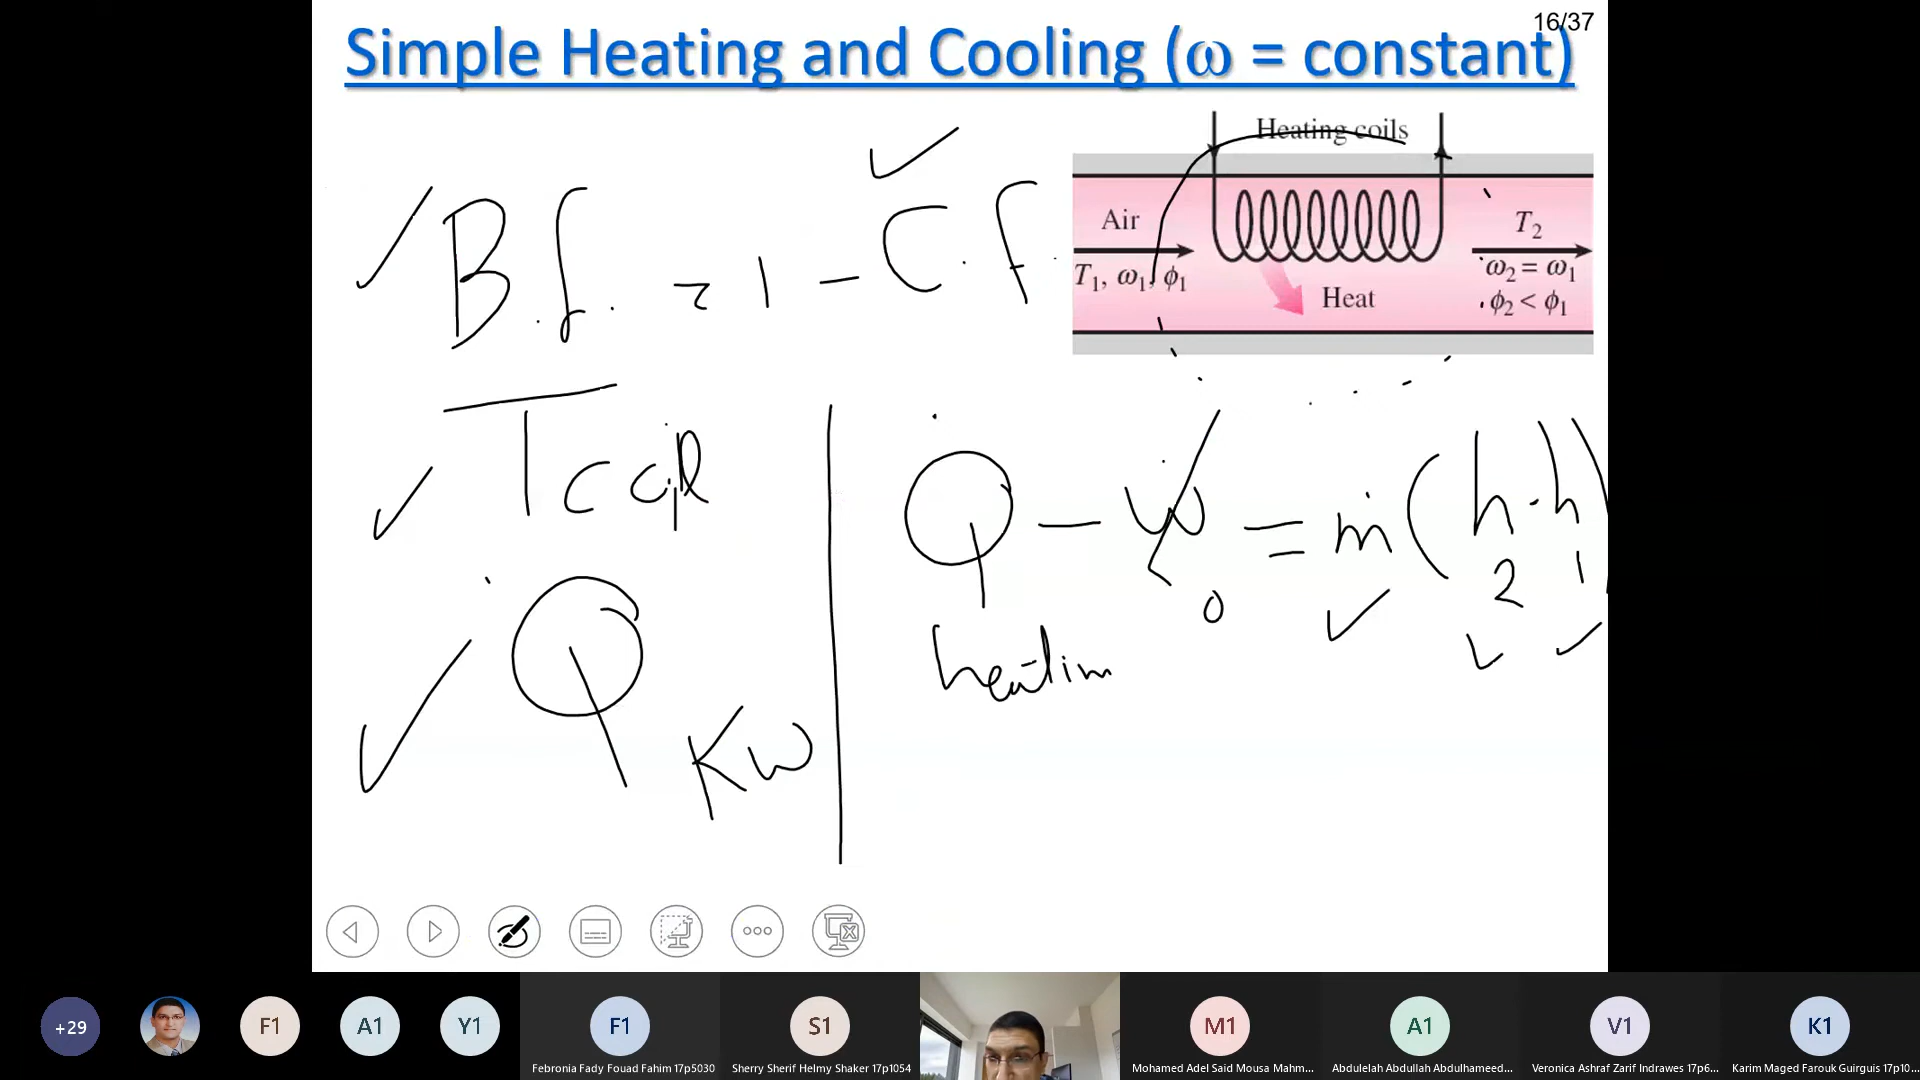 16/37
Simple Heating and Cooling (ω = constant)
Heating coils
Air
T1, ω1, ϕ1
Heat
T2
ω2 = ω1
ϕ2 < ϕ1
B.f. = 1 - C.f.
Tcoil
Q
Kw
Q - W = ṁ(h2-h1)
0
heatin
+29
F1
A1
Y1
F1
S1
M1
A1
V1
K1
Febronia Fady Fouad Fahim 17p5030
Sherry Sherif Helmy Shaker 17p1054
Mohamed Adel Said Mousa Mahm...
Abdulelah Abdullah Abdulhameed...
Veronica Ashraf Zarif Indrawes 17p6...
Karim Maged Farouk Guirguis 17p10...